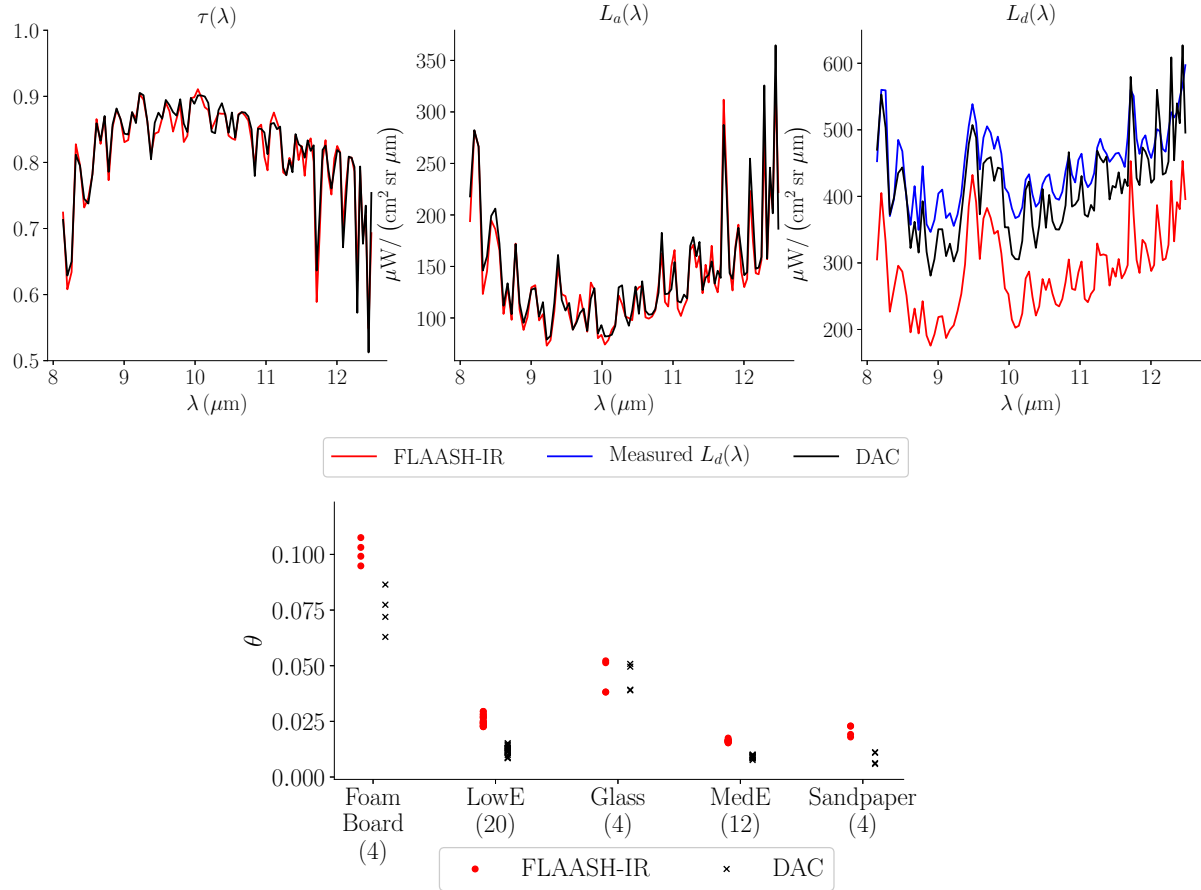 τ(λ)
L_a(λ)
L_d(λ)
1.0
0.9
0.8
0.7
0.6
0.5
8 9 10 11 12
λ (μm)
μW/ (cm² sr μm)
350
300
250
200
150
100
8 9 10 11 12
λ (μm)
μW/ (cm² sr μm)
600
500
400
300
200
8 9 10 11 12
λ (μm)
FLAASH-IR Measured L_d(λ) DAC
θ
0.100
0.075
0.050
0.025
0.000
Foam Board (4)
LowE (20)
Glass (4)
MedE (12)
Sandpaper (4)
FLAASH-IR DAC